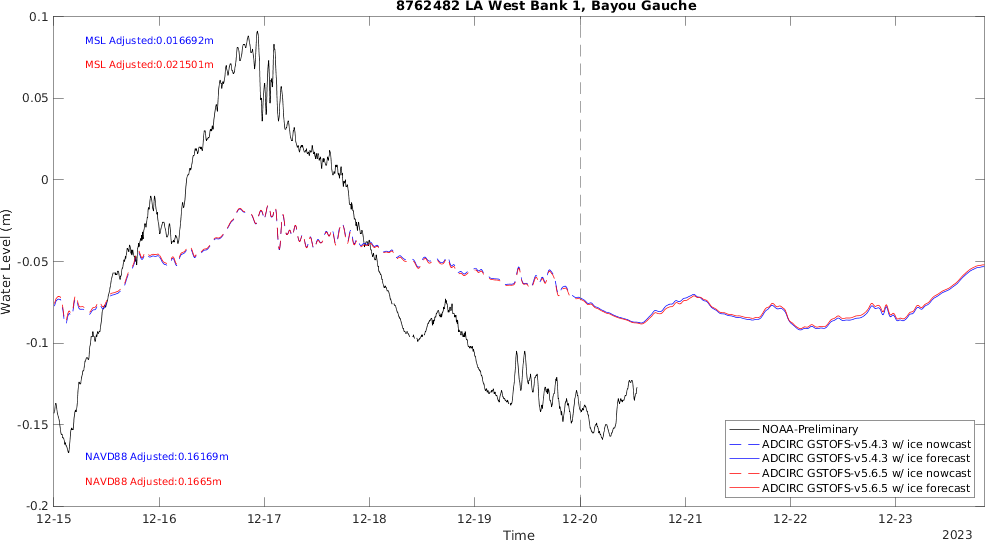 8762482 LA West Bank 1, Bayou Gauche
0.1
MSL Adjusted:0.016692m
MSL Adjusted:0.021501m
0.05
0
-0.05
Water Level (m)
-0.1
-0.15
NOAA-Preliminary
ADCIRC GSTOFS-v5.4.3 w/ ice nowcast
ADCIRC GSTOFS-v5.4.3 w/ ice forecast
ADCIRC GSTOFS-v5.6.5 w/ ice nowcast
ADCIRC GSTOFS-v5.6.5 w/ ice forecast
NAVD88 Adjusted:0.16169m
NAVD88 Adjusted:0.1665m
-0.2
12-15 12-16 12-17 12-18 12-19 12-20 12-21 12-22 12-23
Time
2023